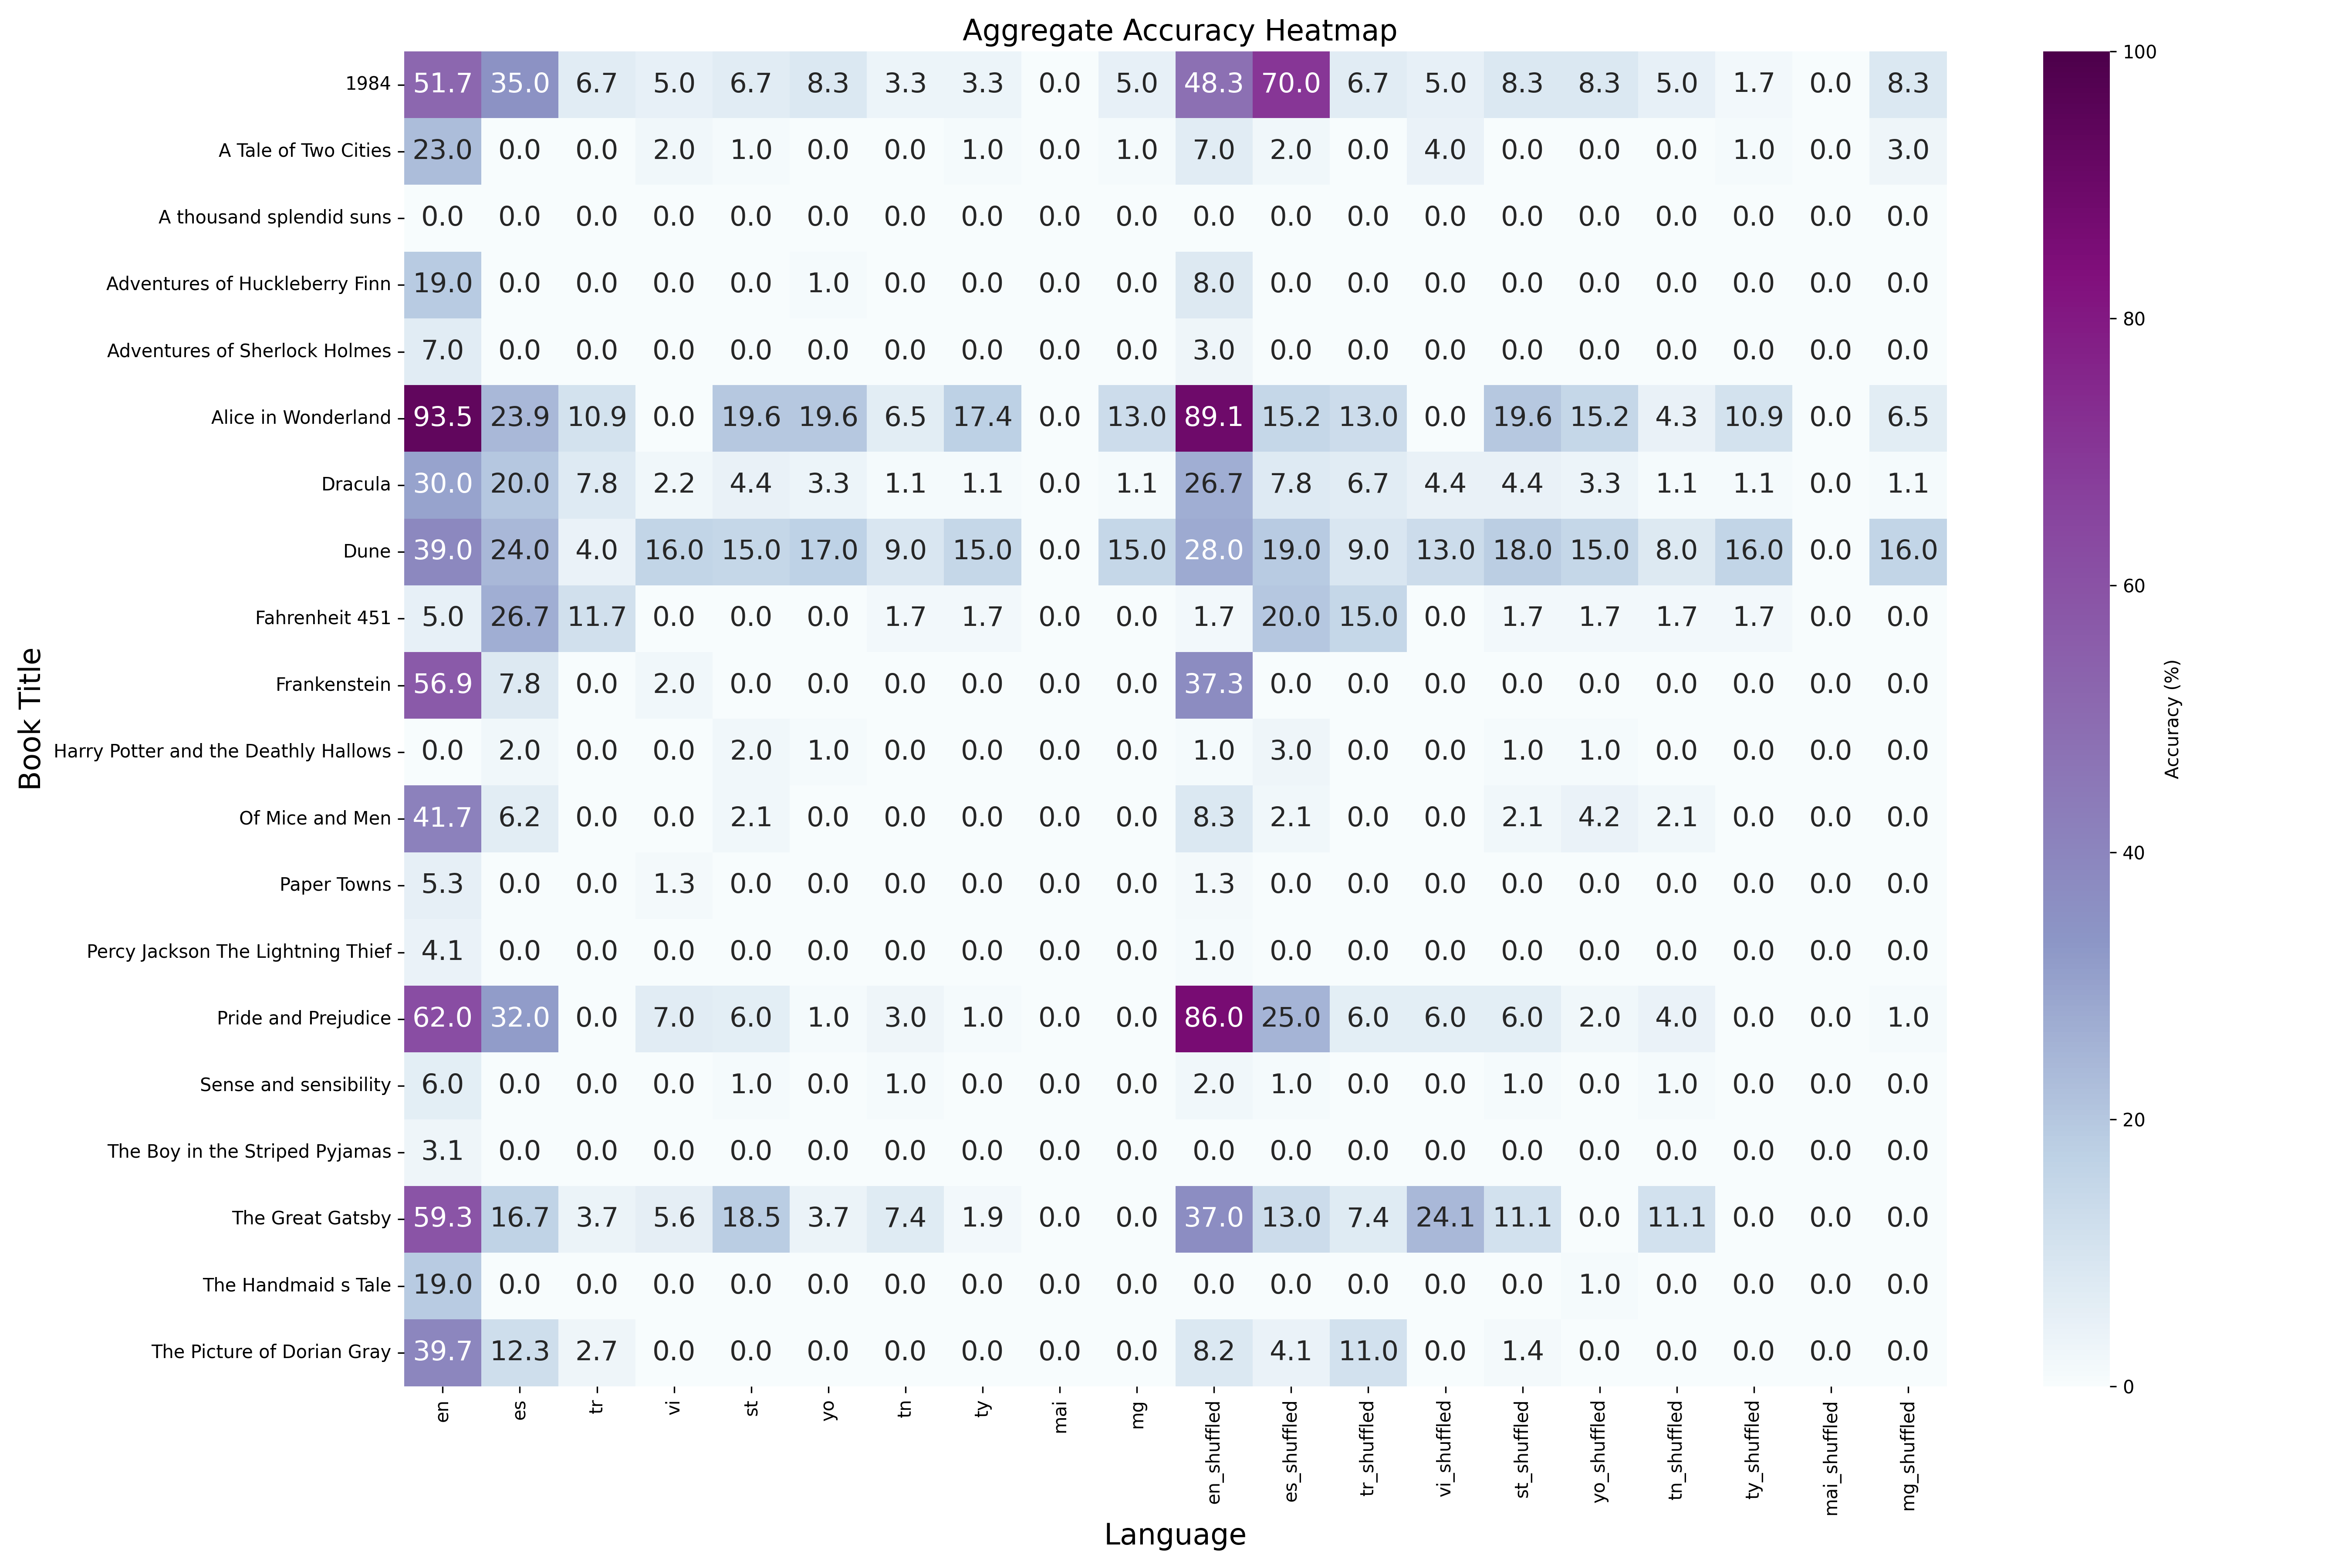 Aggregate Accuracy Heatmap
Book Title
1984 51.7 35.0 6.7 5.0 6.7 8.3 3.3 3.3 0.0 5.0 48.3 70.0 6.7 5.0 8.3 8.3 5.0 1.7 0.0 8.3
A Tale of Two Cities 23.0 0.0 0.0 2.0 1.0 0.0 0.0 1.0 0.0 1.0 7.0 2.0 0.0 4.0 0.0 0.0 0.0 1.0 0.0 3.0
A thousand splendid suns 0.0 0.0 0.0 0.0 0.0 0.0 0.0 0.0 0.0 0.0 0.0 0.0 0.0 0.0 0.0 0.0 0.0 0.0 0.0 0.0
Adventures of Huckleberry Finn 19.0 0.0 0.0 0.0 0.0 1.0 0.0 0.0 0.0 0.0 8.0 0.0 0.0 0.0 0.0 0.0 0.0 0.0 0.0 0.0
Adventures of Sherlock Holmes 7.0 0.0 0.0 0.0 0.0 0.0 0.0 0.0 0.0 0.0 3.0 0.0 0.0 0.0 0.0 0.0 0.0 0.0 0.0 0.0
Alice in Wonderland 93.5 23.9 10.9 0.0 19.6 19.6 6.5 17.4 0.0 13.0 89.1 15.2 13.0 0.0 19.6 15.2 4.3 10.9 0.0 6.5
Dracula 30.0 20.0 7.8 2.2 4.4 3.3 1.1 1.1 0.0 1.1 26.7 7.8 6.7 4.4 4.4 3.3 1.1 1.1 0.0 1.1
Dune 39.0 24.0 4.0 16.0 15.0 17.0 9.0 15.0 0.0 15.0 28.0 19.0 9.0 13.0 18.0 15.0 8.0 16.0 0.0 16.0
Fahrenheit 451 5.0 26.7 11.7 0.0 0.0 0.0 1.7 1.7 0.0 0.0 1.7 20.0 15.0 0.0 1.7 1.7 1.7 1.7 0.0 0.0
Frankenstein 56.9 7.8 0.0 2.0 0.0 0.0 0.0 0.0 0.0 0.0 37.3 0.0 0.0 0.0 0.0 0.0 0.0 0.0 0.0 0.0
Harry Potter and the Deathly Hallows 0.0 2.0 0.0 0.0 2.0 1.0 0.0 0.0 0.0 0.0 1.0 3.0 0.0 0.0 1.0 1.0 0.0 0.0 0.0 0.0
Of Mice and Men 41.7 6.2 0.0 0.0 2.1 0.0 0.0 0.0 0.0 0.0 8.3 2.1 0.0 0.0 2.1 4.2 2.1 0.0 0.0 0.0
Paper Towns 5.3 0.0 0.0 1.3 0.0 0.0 0.0 0.0 0.0 0.0 1.3 0.0 0.0 0.0 0.0 0.0 0.0 0.0 0.0 0.0
Percy Jackson The Lightning Thief 4.1 0.0 0.0 0.0 0.0 0.0 0.0 0.0 0.0 0.0 1.0 0.0 0.0 0.0 0.0 0.0 0.0 0.0 0.0 0.0
Pride and Prejudice 62.0 32.0 0.0 7.0 6.0 1.0 3.0 1.0 0.0 0.0 86.0 25.0 6.0 6.0 6.0 2.0 4.0 0.0 0.0 1.0
Sense and sensibility 6.0 0.0 0.0 0.0 1.0 0.0 1.0 0.0 0.0 0.0 2.0 1.0 0.0 0.0 1.0 0.0 1.0 0.0 0.0 0.0
The Boy in the Striped Pyjamas 3.1 0.0 0.0 0.0 0.0 0.0 0.0 0.0 0.0 0.0 0.0 0.0 0.0 0.0 0.0 0.0 0.0 0.0 0.0 0.0
The Great Gatsby 59.3 16.7 3.7 5.6 18.5 3.7 7.4 1.9 0.0 0.0 37.0 13.0 7.4 24.1 11.1 0.0 11.1 0.0 0.0 0.0
The Handmaid s Tale 19.0 0.0 0.0 0.0 0.0 0.0 0.0 0.0 0.0 0.0 0.0 0.0 0.0 0.0 0.0 1.0 0.0 0.0 0.0 0.0
The Picture of Dorian Gray 39.7 12.3 2.7 0.0 0.0 0.0 0.0 0.0 0.0 0.0 8.2 4.1 11.0 0.0 1.4 0.0 0.0 0.0 0.0 0.0
en es tr vi st yo tn ty mai mg en_shuffled es_shuffled tr_shuffled vi_shuffled st_shuffled yo_shuffled tn_shuffled ty_shuffled mai_shuffled mg_shuffled
Language
100
80
60
40
20
0
Accuracy (%)